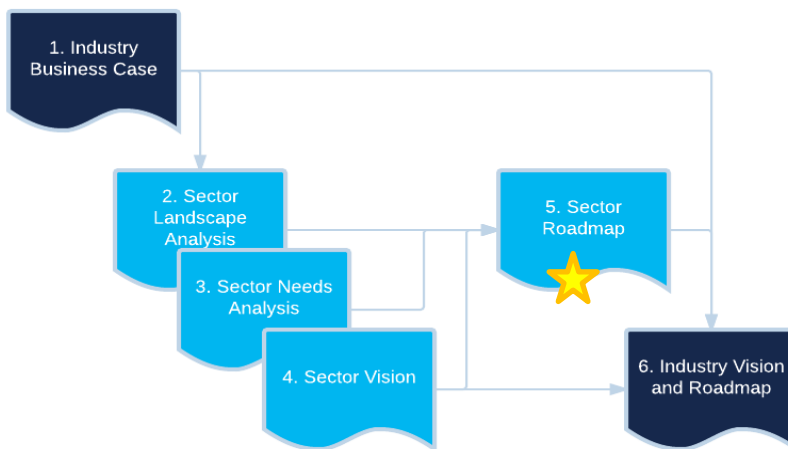 1. Industry
Business Case
2. Sector
Landscape
Analysis
3. Sector Needs
Analysis
4. Sector Vision
5. Sector
Roadmap
6. Industry Vision
and Roadmap